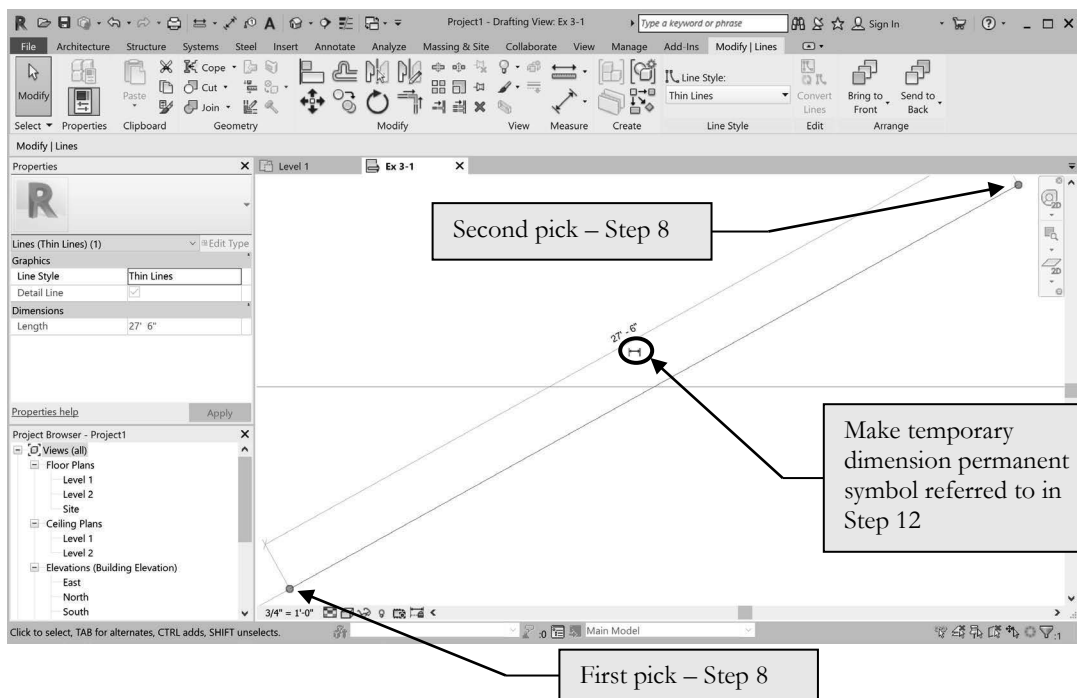 Project1 - Drafting View: Ex 3-1
Type a keyword or phrase
Sign In
File Architecture Structure Systems Steel Insert Annotate Analyze Massing & Site Collaborate View Manage Add-Ins Modify | Lines
Modify
Paste
Cope
Cut
Join
Line Style:
Thin Lines
Convert Lines
Bring to Front
Send to Back
Select Properties Clipboard Geometry Modify View Measure Create Line Style Edit Arrange
Modify | Lines
Properties
Level 1
Ex 3-1
R
Lines (Thin Lines) (1)
Edit Type
Graphics
Line Style Thin Lines
Detail Line
Dimensions
Length 27' 6"
Properties help
Apply
Project Browser - Project1
Views (all)
Floor Plans
Level 1
Level 2
Site
Ceiling Plans
Level 1
Level 2
Elevations (Building Elevation)
East
North
South
Second pick – Step 8
2D
2D
27' - 6"
Make temporary
dimension permanent
symbol referred to in
Step 12
3/4" = 1'-0"
Click to select, TAB for alternates, CTRL adds, SHIFT unselects.
:0
Main Model
:1
First pick – Step 8